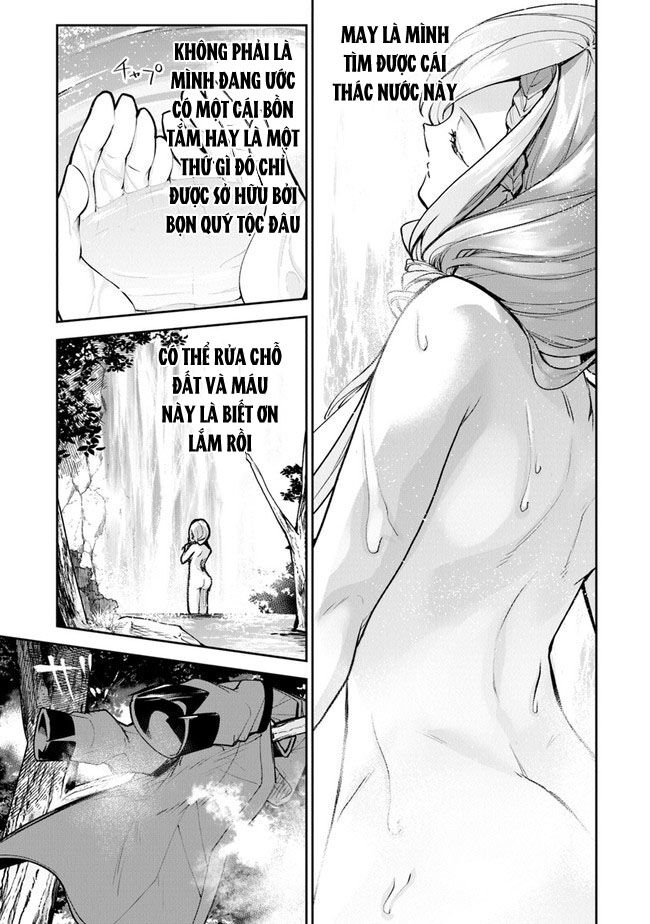 MAY LÀ MÌNH
TÌM ĐƯỢC CÁI
THÁC NƯỚC NÀY
KHÔNG PHẢI LÀ
MÌNH ĐANG ƯỚC
CÓ MỘT CÁI BỒN
TẮM HAY LÀ MỘT
THỨ GÌ ĐÓ CHỈ
ĐƯỢC SỞ HỮU BỞI
BỌN QUÝ TỘC ĐÂU
チャプ
CÓ THỂ RỬA CHỖ
ĐẤT VÀ MÁU
NÀY LÀ BIẾT ƠN
LẮM RỒI